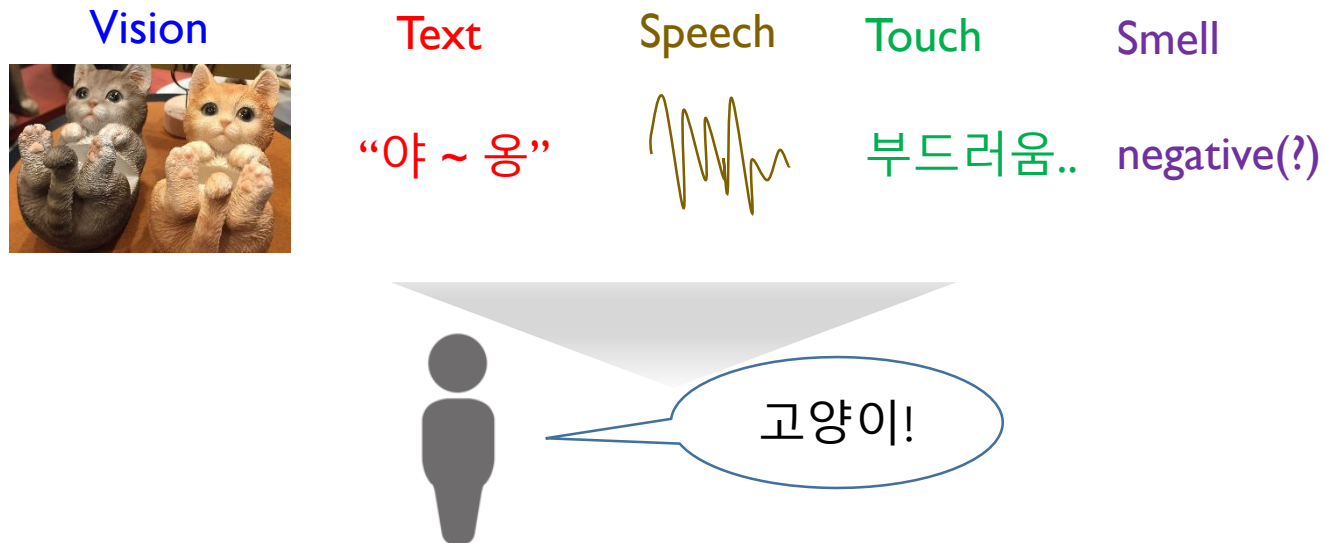 Vision
Text
Speech
Touch
Smell
“야 ~ 옹”
부드러움..
negative(?)
고양이!